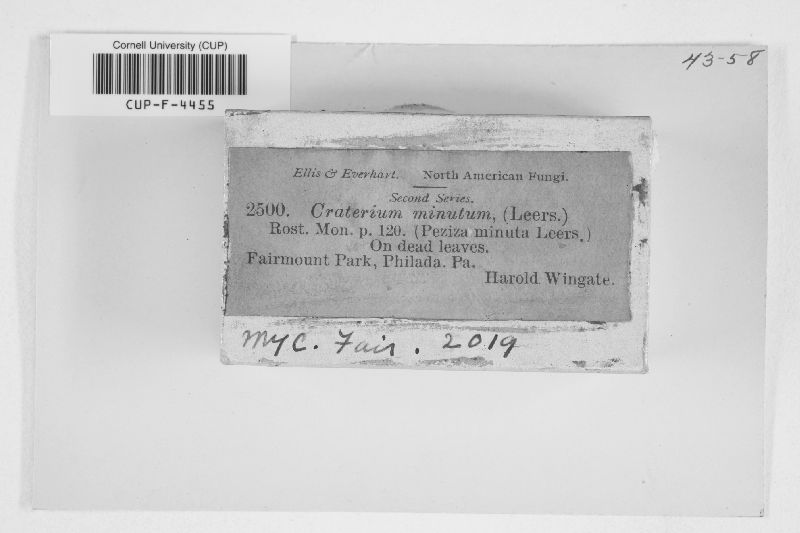 Cornell University (CUP)
CUP-F-4455
43-58
Ellis & Everhart. North American Fungi.
Second Series.
2500. Craterium minutum, (Leers.)
Rost. Mon. p. 120. (Peziza minuta Leers.)
On dead leaves.
Fairmount Park, Philada. Pa.
Harold Wingate.
Myc. Fair. 2019